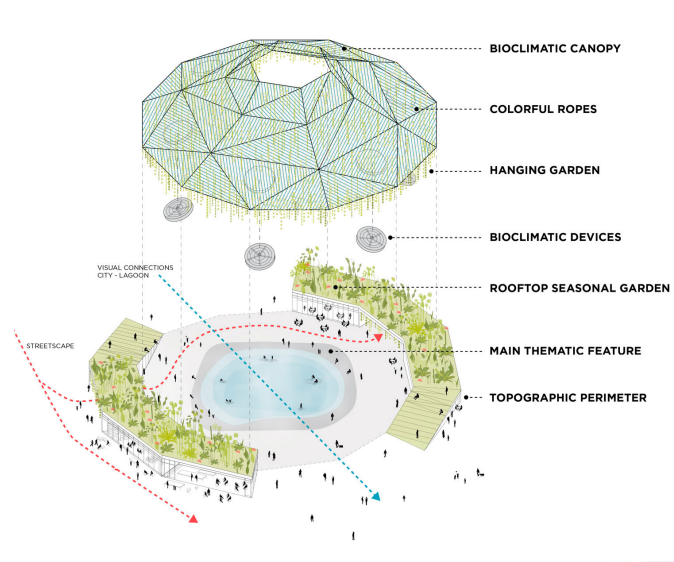 BIOCLIMATIC CANOPY
COLORFUL ROPES
HANGING GARDEN
BIOCLIMATIC DEVICES
VISUAL CONNECTIONS
CITY - LAGOON
ROOFTOP SEASONAL GARDEN
STREETSCAPE
MAIN THEMATIC FEATURE
TOPOGRAPHIC PERIMETER